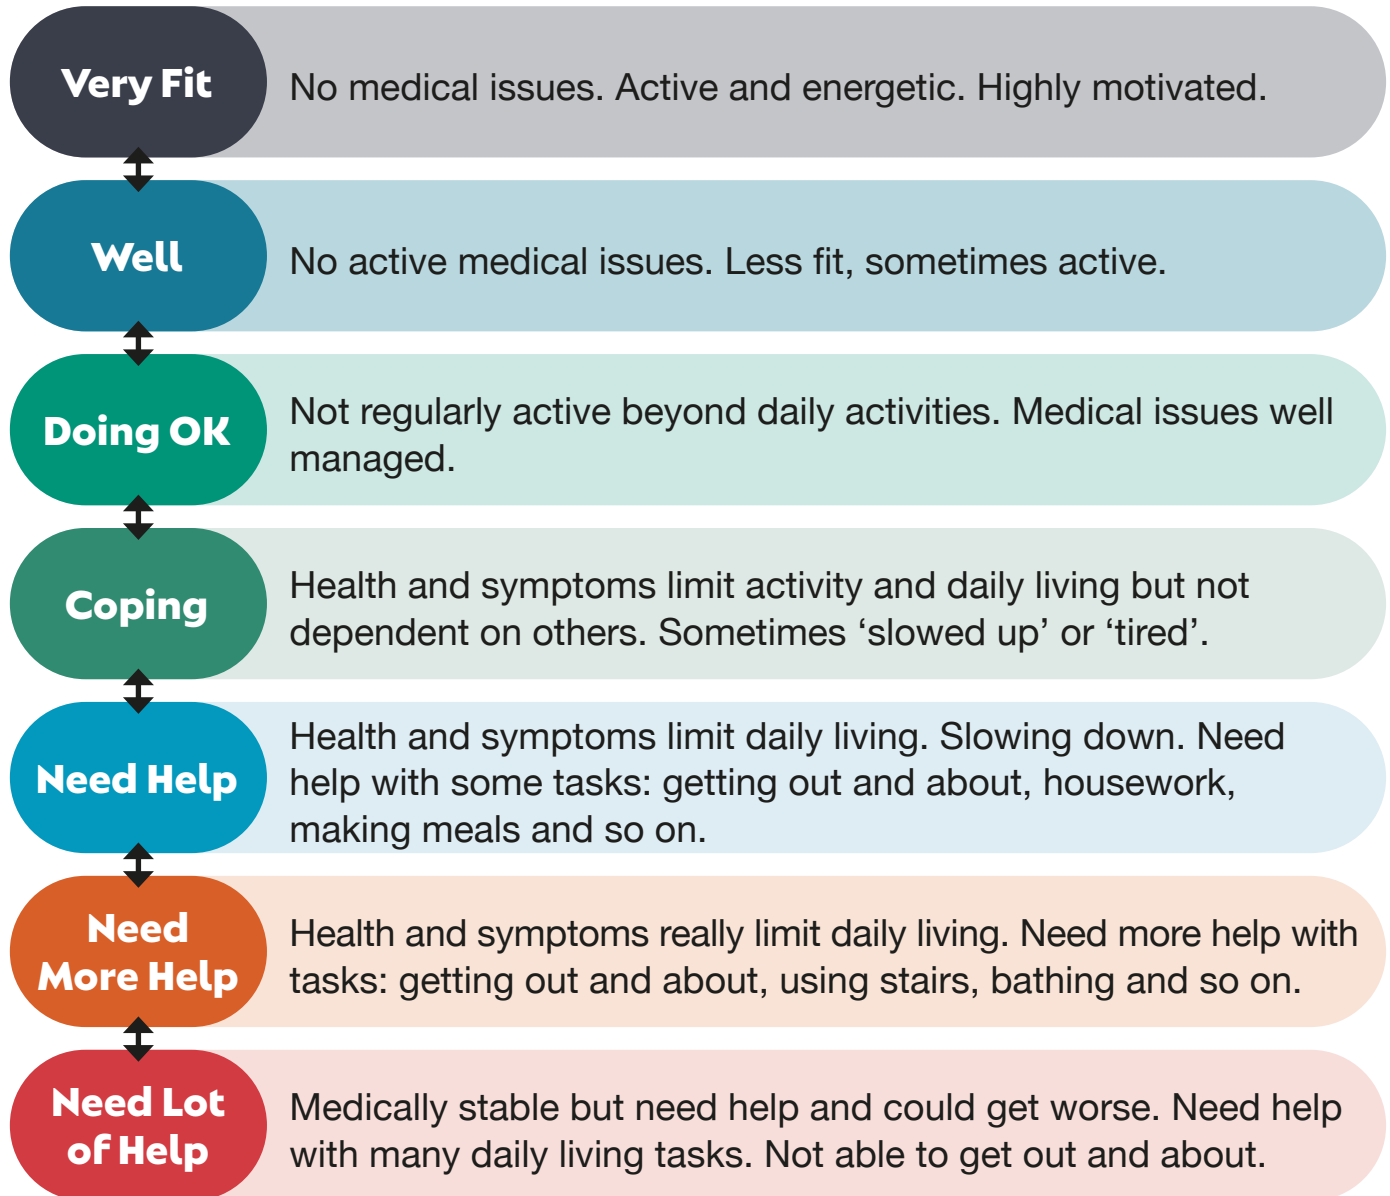 Very Fit
No medical issues. Active and energetic. Highly motivated.
Well
No active medical issues. Less fit, sometimes active.
Doing OK
Not regularly active beyond daily activities. Medical issues well
managed.
Coping
Health and symptoms limit activity and daily living but not
dependent on others. Sometimes ‘slowed up’ or ‘tired’.
Need Help
Health and symptoms limit daily living. Slowing down. Need
help with some tasks: getting out and about, housework,
making meals and so on.
Need
More Help
Health and symptoms really limit daily living. Need more help with
tasks: getting out and about, using stairs, bathing and so on.
Need Lot
of Help
Medically stable but need help and could get worse. Need help
with many daily living tasks. Not able to get out and about.